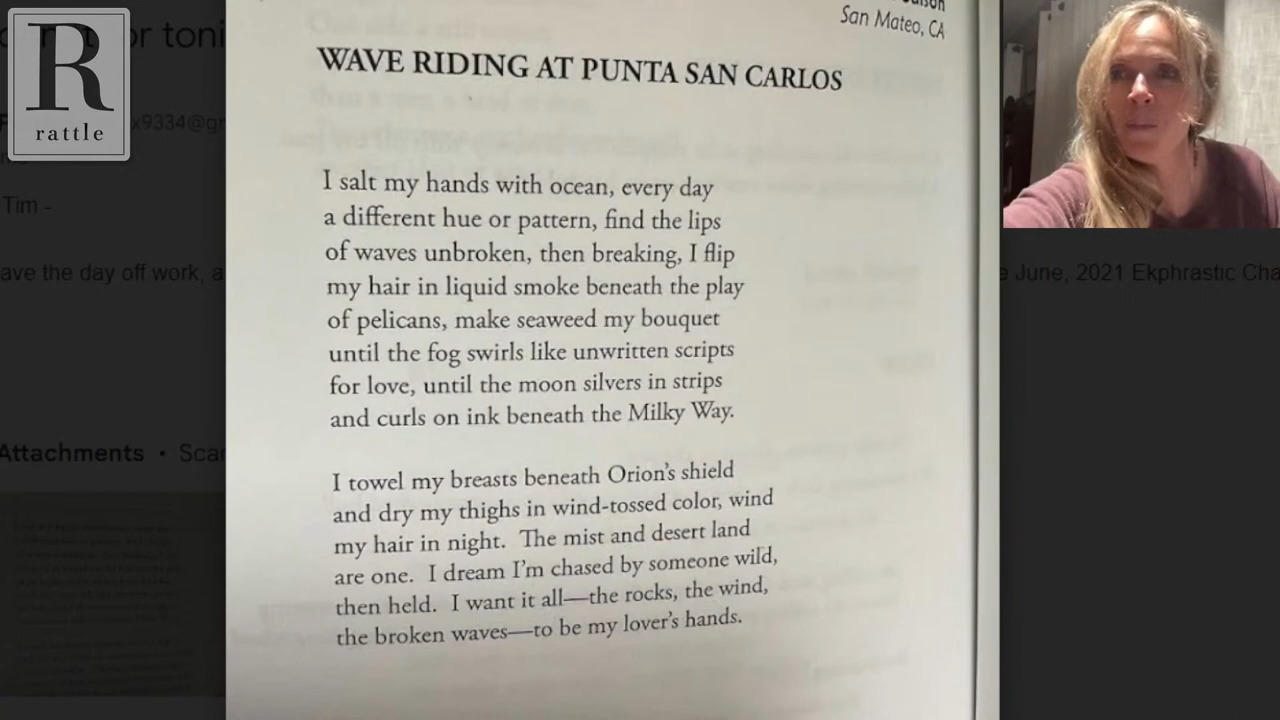 R
rattle
San Mateo, CA
WAVE RIDING AT PUNTA SAN CARLOS
I salt my hands with ocean, every day
a different hue or pattern, find the lips
of waves unbroken, then breaking, I flip
my hair in liquid smoke beneath the play
of pelicans, make seaweed my bouquet
until the fog swirls like unwritten scripts
for love, until the moon silvers in strips
and curls on ink beneath the Milky Way.
I towel my breasts beneath Orion's shield
and dry my thighs in wind-tossed color, wind
my hair in night. The mist and desert land
are one. I dream I'm chased by someone wild,
then held. I want it all—the rocks, the wind,
the broken waves—to be my lover's hands.
Tim -
ave the day off work, a
June, 2021 Ekphrastic Cha
Attachments • Scar